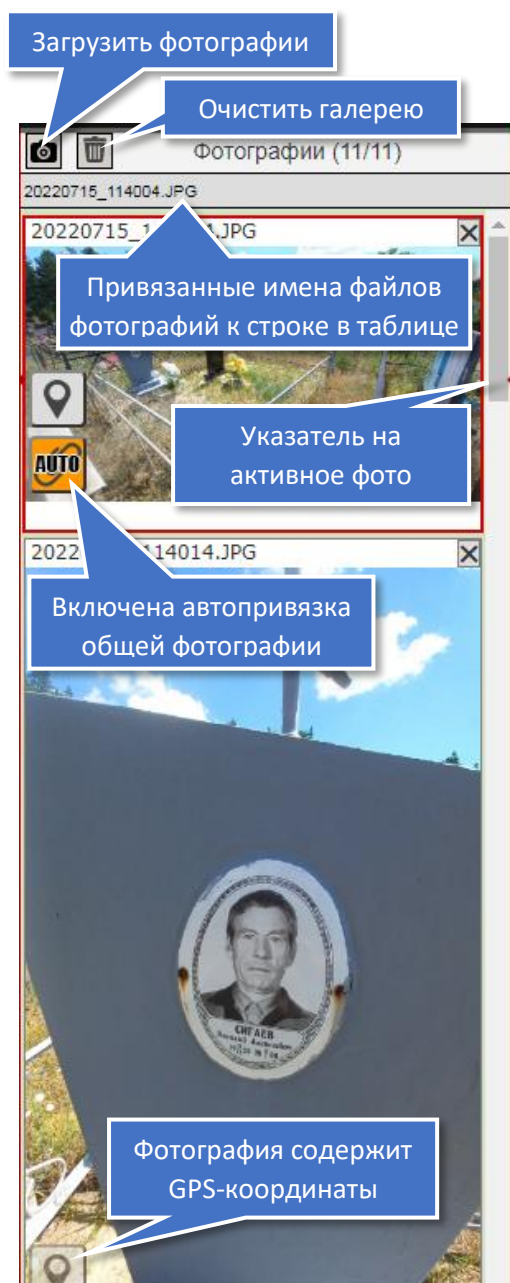 Загрузить фотографии
Очистить галерею
Фотографии (11/11)
20220715_114004.JPG
20220715_1 .JPG
Привязанные имена файлов
фотографий к строке в таблице
Указатель на
активное фото
AUTO
2022 114014.JPG
Включена автопривязка
общей фотографии
СИГАЕВ
Фотография содержит
GPS-координаты